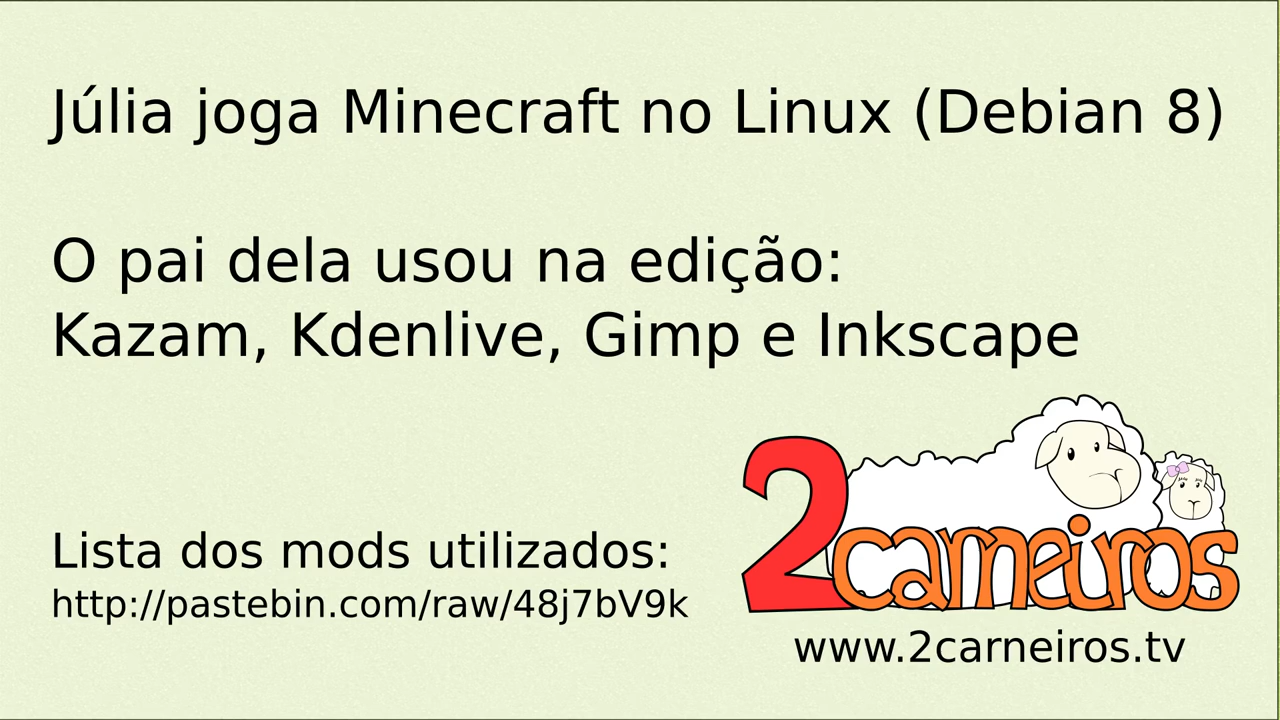 Júlia joga Minecraft no Linux (Debian 8)
O pai dela usou na edição:
Kazam, Kdenlive, Gimp e Inkscape
Lista dos mods utilizados:
http://pastebin.com/raw/48j7bV9k
2carneiros
www.2carneiros.tv